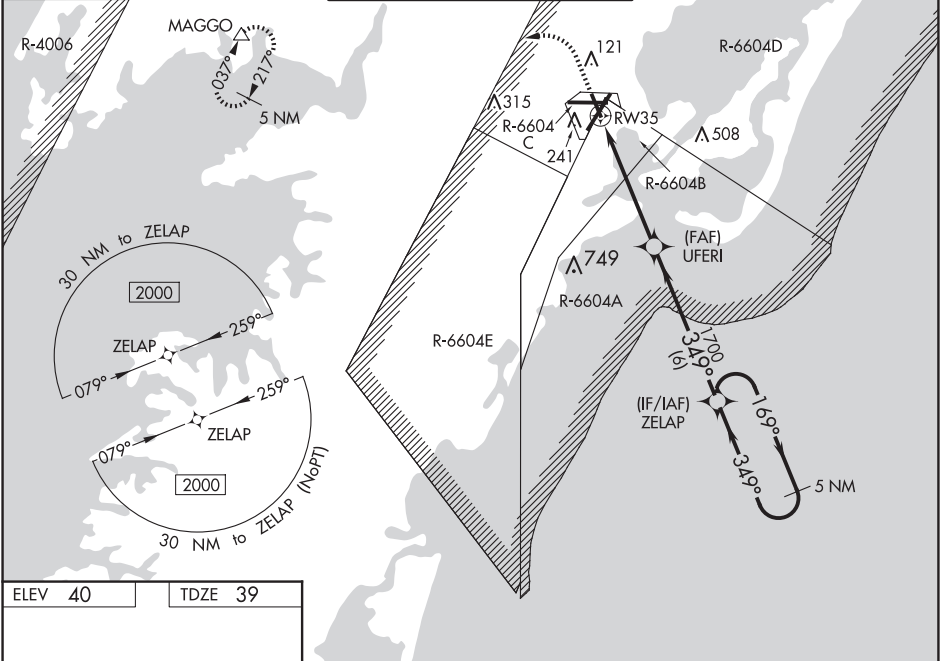 R-4006
MAGGO
037°
217°
5 NM
121
R-6604D
315
R-6604
C
241
RW35
508
R-6604B
(FAF)
UFERI
749
R-6604A
R-6604E
1700
349°
(6)
(IF/IAF)
ZELAP
169°
349°
5 NM
30 NM to ZELAP
2000
259°
ZELAP
079°
259°
ZELAP
079°
2000
30 NM to ZELAP (NoPT)
ELEV 40
TDZE 39